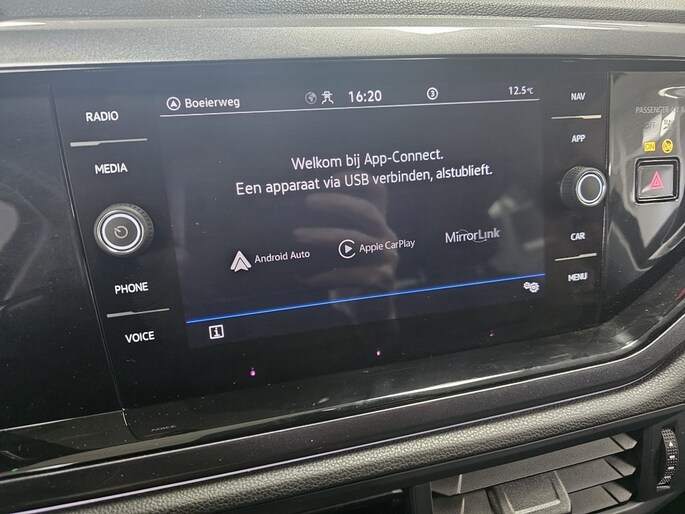 RADIO
MEDIA
PHONE
VOICE
Boeierweg
16:20
3
12.5°C
Welkom bij App-Connect.
Een apparaat via USB verbinden, alstublieft.
Android Auto
Apple CarPlay
MirrorLink
i
NAV
APP
CAR
MENU
PASSENGER
ON